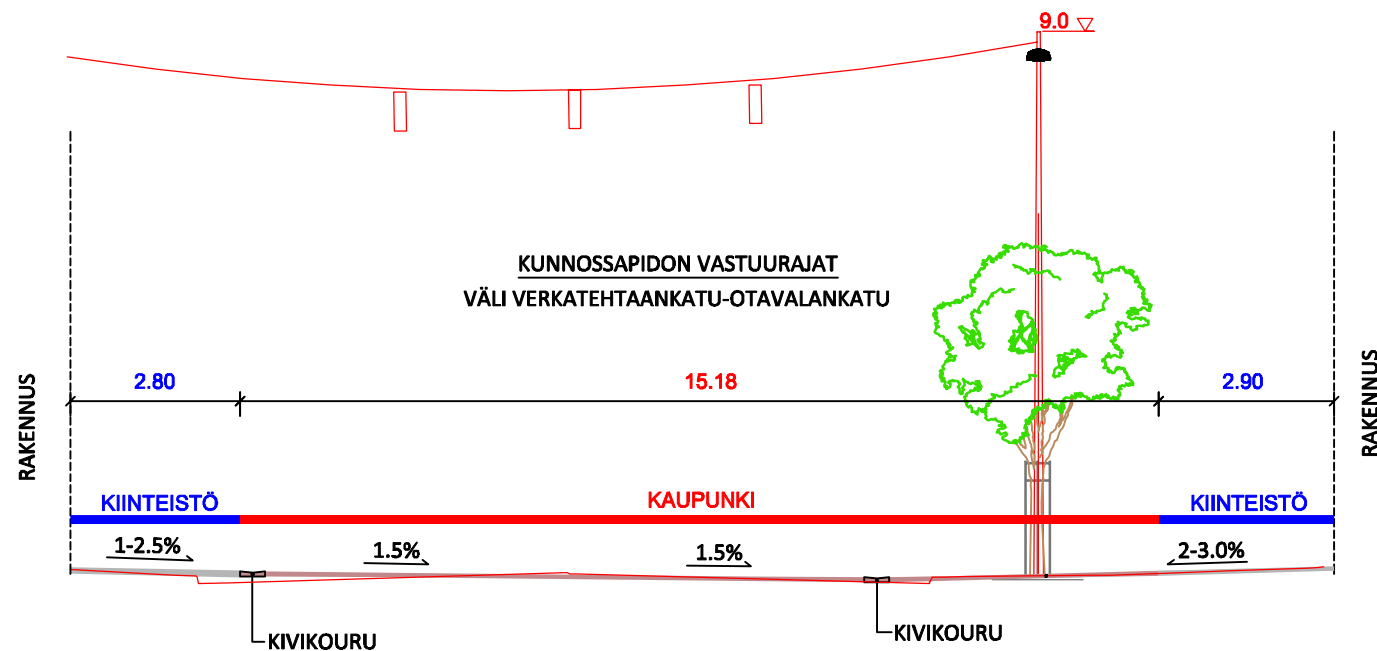 9.0
KUNNOSSAPIDON VASTUURAJAT
VÄLI VERKATEHTAANKATU-OTAVALANKATU
RAKENNUS
2.80
15.18
2.90
RAKENNUS
KIINTEISTÖ
KAUPUNKI
KIINTEISTÖ
1-2.5%
1.5%
1.5%
2-3.0%
KIVIKOURU
KIVIKOURU